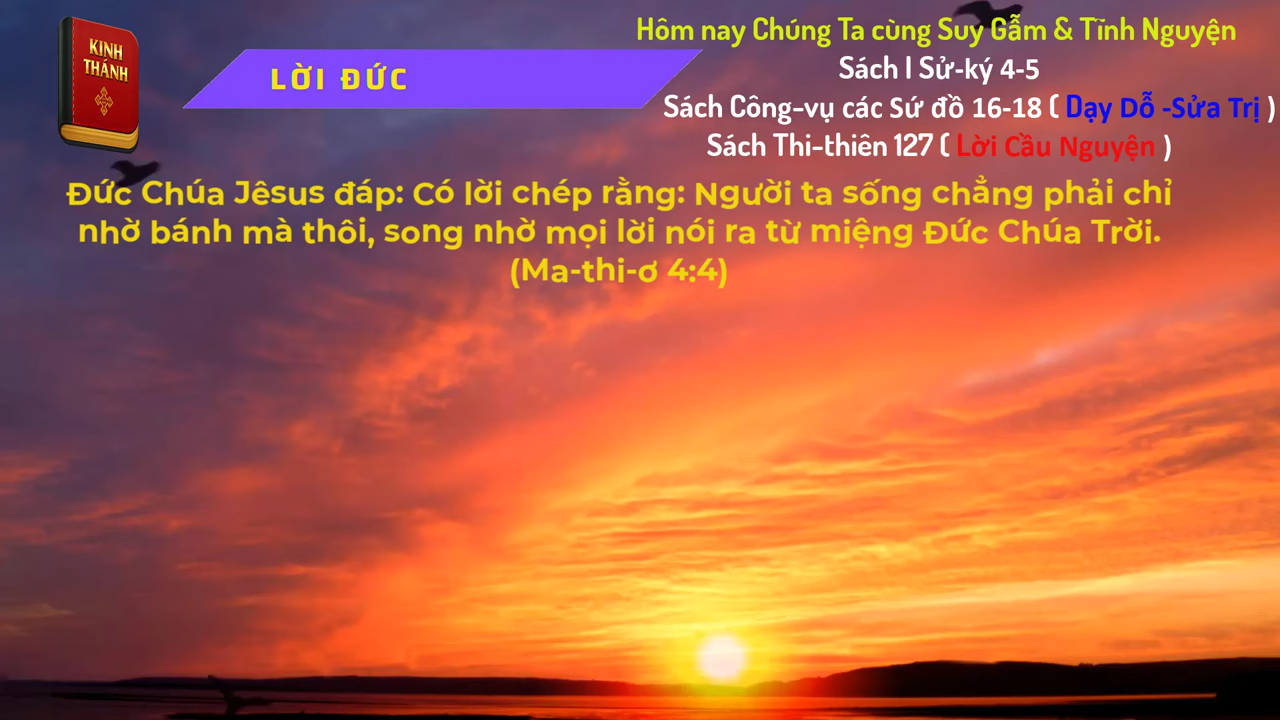 KINH
THÁNH
LỜI ĐỨC
Hôm nay Chúng Ta cùng Suy Gẫm & Tĩnh Nguyện
Sách I Sử-ký 4-5
Sách Công-vụ các Sứ đồ 16-18 ( Dạy Dỗ -Sửa Trị )
Sách Thi-thiên 127 ( Lời Cầu Nguyện )
Đức Chúa Jêsus đáp: Có lời chép rằng: Người ta sống chẳng phải chỉ
nhờ bánh mà thôi, song nhờ mọi lời nói ra từ miệng Đức Chúa Trời.
(Ma-thi-ơ 4:4)